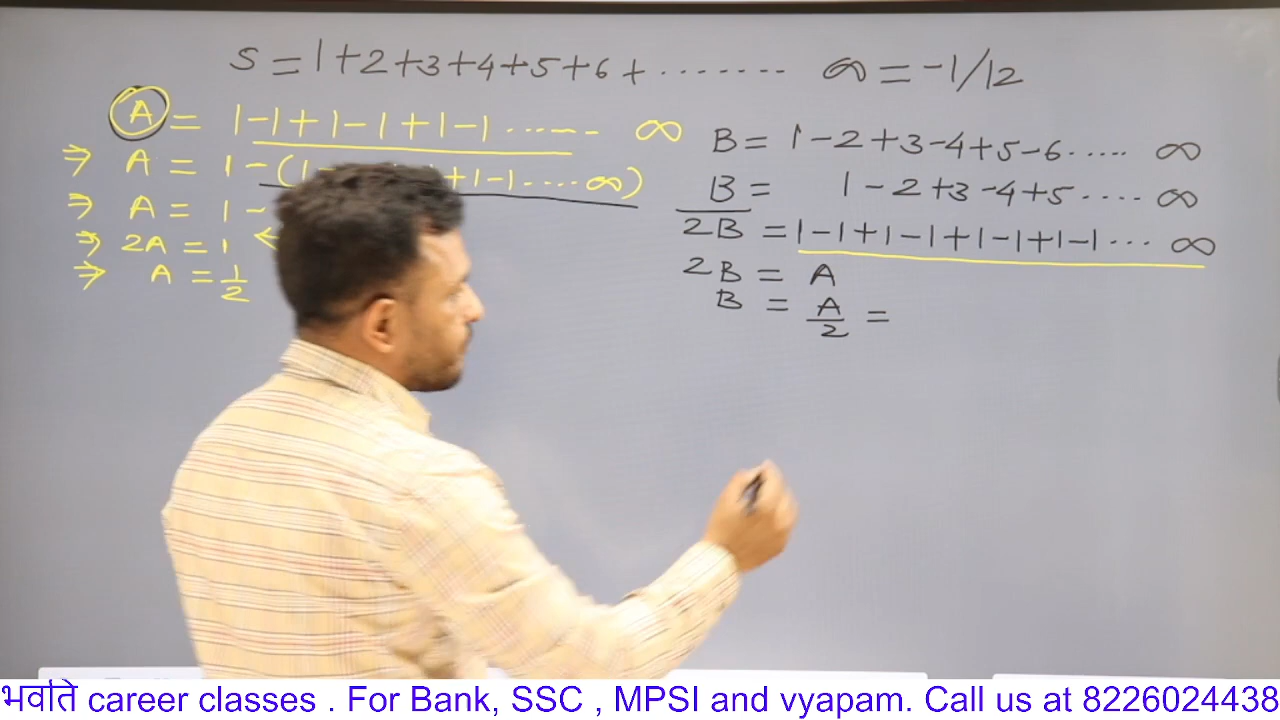 S = 1+2+3+4+5+6+ ........ ∞ = -1/12
A = 1-1+1-1+1-1 ...... ∞
⇒ A = 1-(1- +1-1....∞)
⇒ A = 1-
⇒ 2A = 1 ←
⇒ A = 1/2
B = 1-2+3-4+5-6..... ∞
B = 1-2+3-4+5.... ∞
2B = 1-1+1-1+1-1+1-1... ∞
2B = A
B = A/2 =
भवति career classes . For Bank, SSC , MPSI and vyapam. Call us at 8226024438